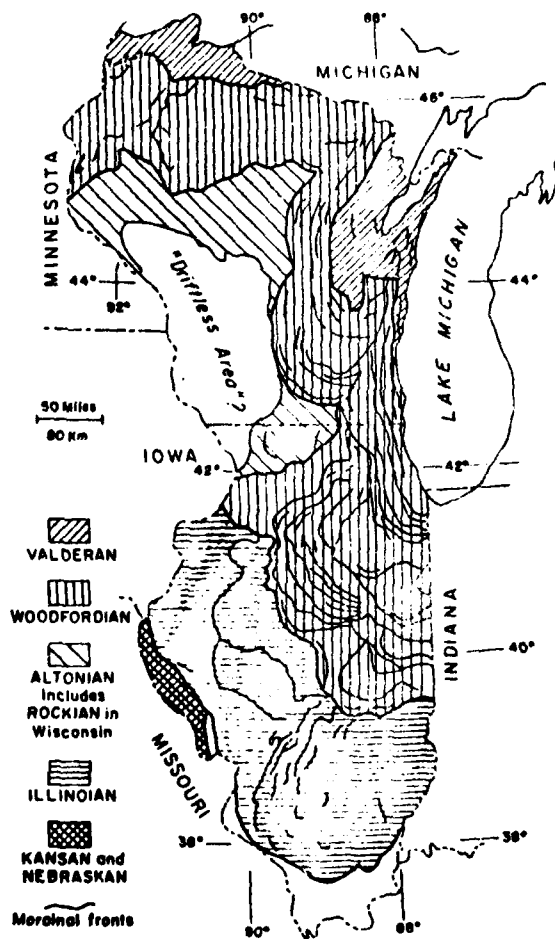 90°
88°
MICHIGAN
46°
MINNESOTA
44°
92°
44°
"Driftless Area"?
LAKE MICHIGAN
50 Miles
80 Km
IOWA
42°
42°
VALDERAN
WOODFORDIAN
INDIANA
40°
ALTONIAN
Includes
ROCKIAN in
Wisconsin
MISSOURI
ILLINOIAN
38°
38°
KANSAN and
NEBRASKAN
Marginal fronts
90°
88°